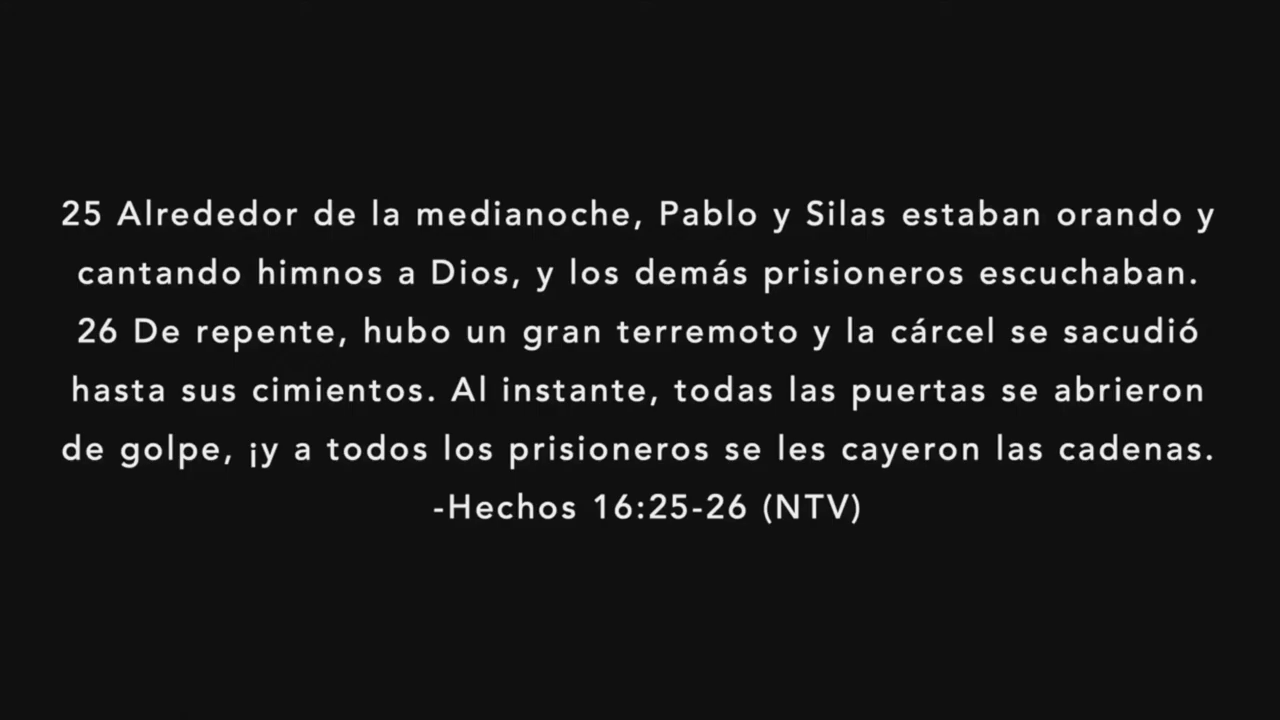 25 Alrededor de la medianoche, Pablo y Silas estaban orando y
cantando himnos a Dios, y los demás prisioneros escuchaban.
26 De repente, hubo un gran terremoto y la cárcel se sacudió
hasta sus cimientos. Al instante, todas las puertas se abrieron
de golpe, ¡y a todos los prisioneros se les cayeron las cadenas.
-Hechos 16:25-26 (NTV)